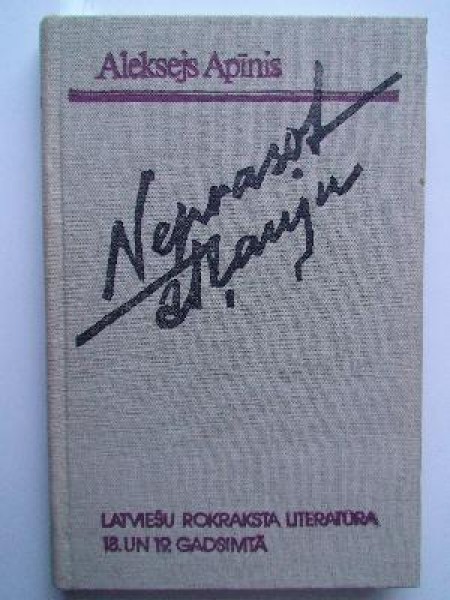 Aleksejs Apīnis
Neprasot
atļauju
LATVIEŠU ROKRAKSTA LITERATŪRA
18. UN 19. GADSIMTĀ